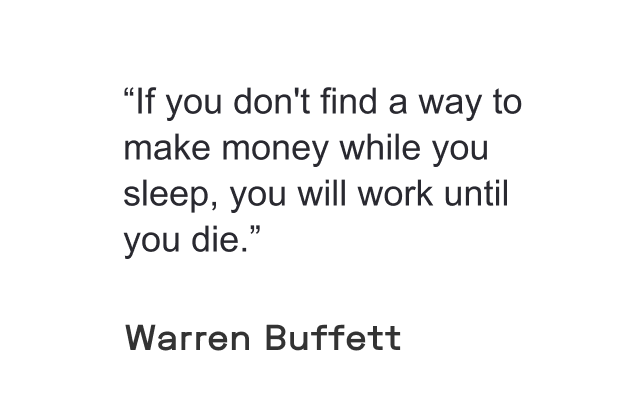 “If you don't find a way to
make money while you
sleep, you will work until
you die.”
Warren Buffett